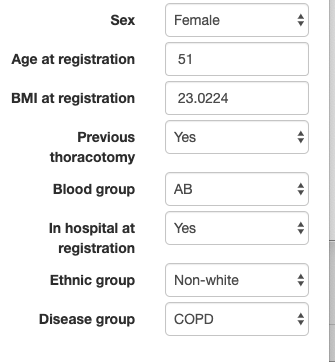 Sex Female
Age at registration 51
BMI at registration 23.0224
Previous Yes
thoracotomy
Blood group AB
In hospital at Yes
registration
Ethnic group Non-white
Disease group COPD